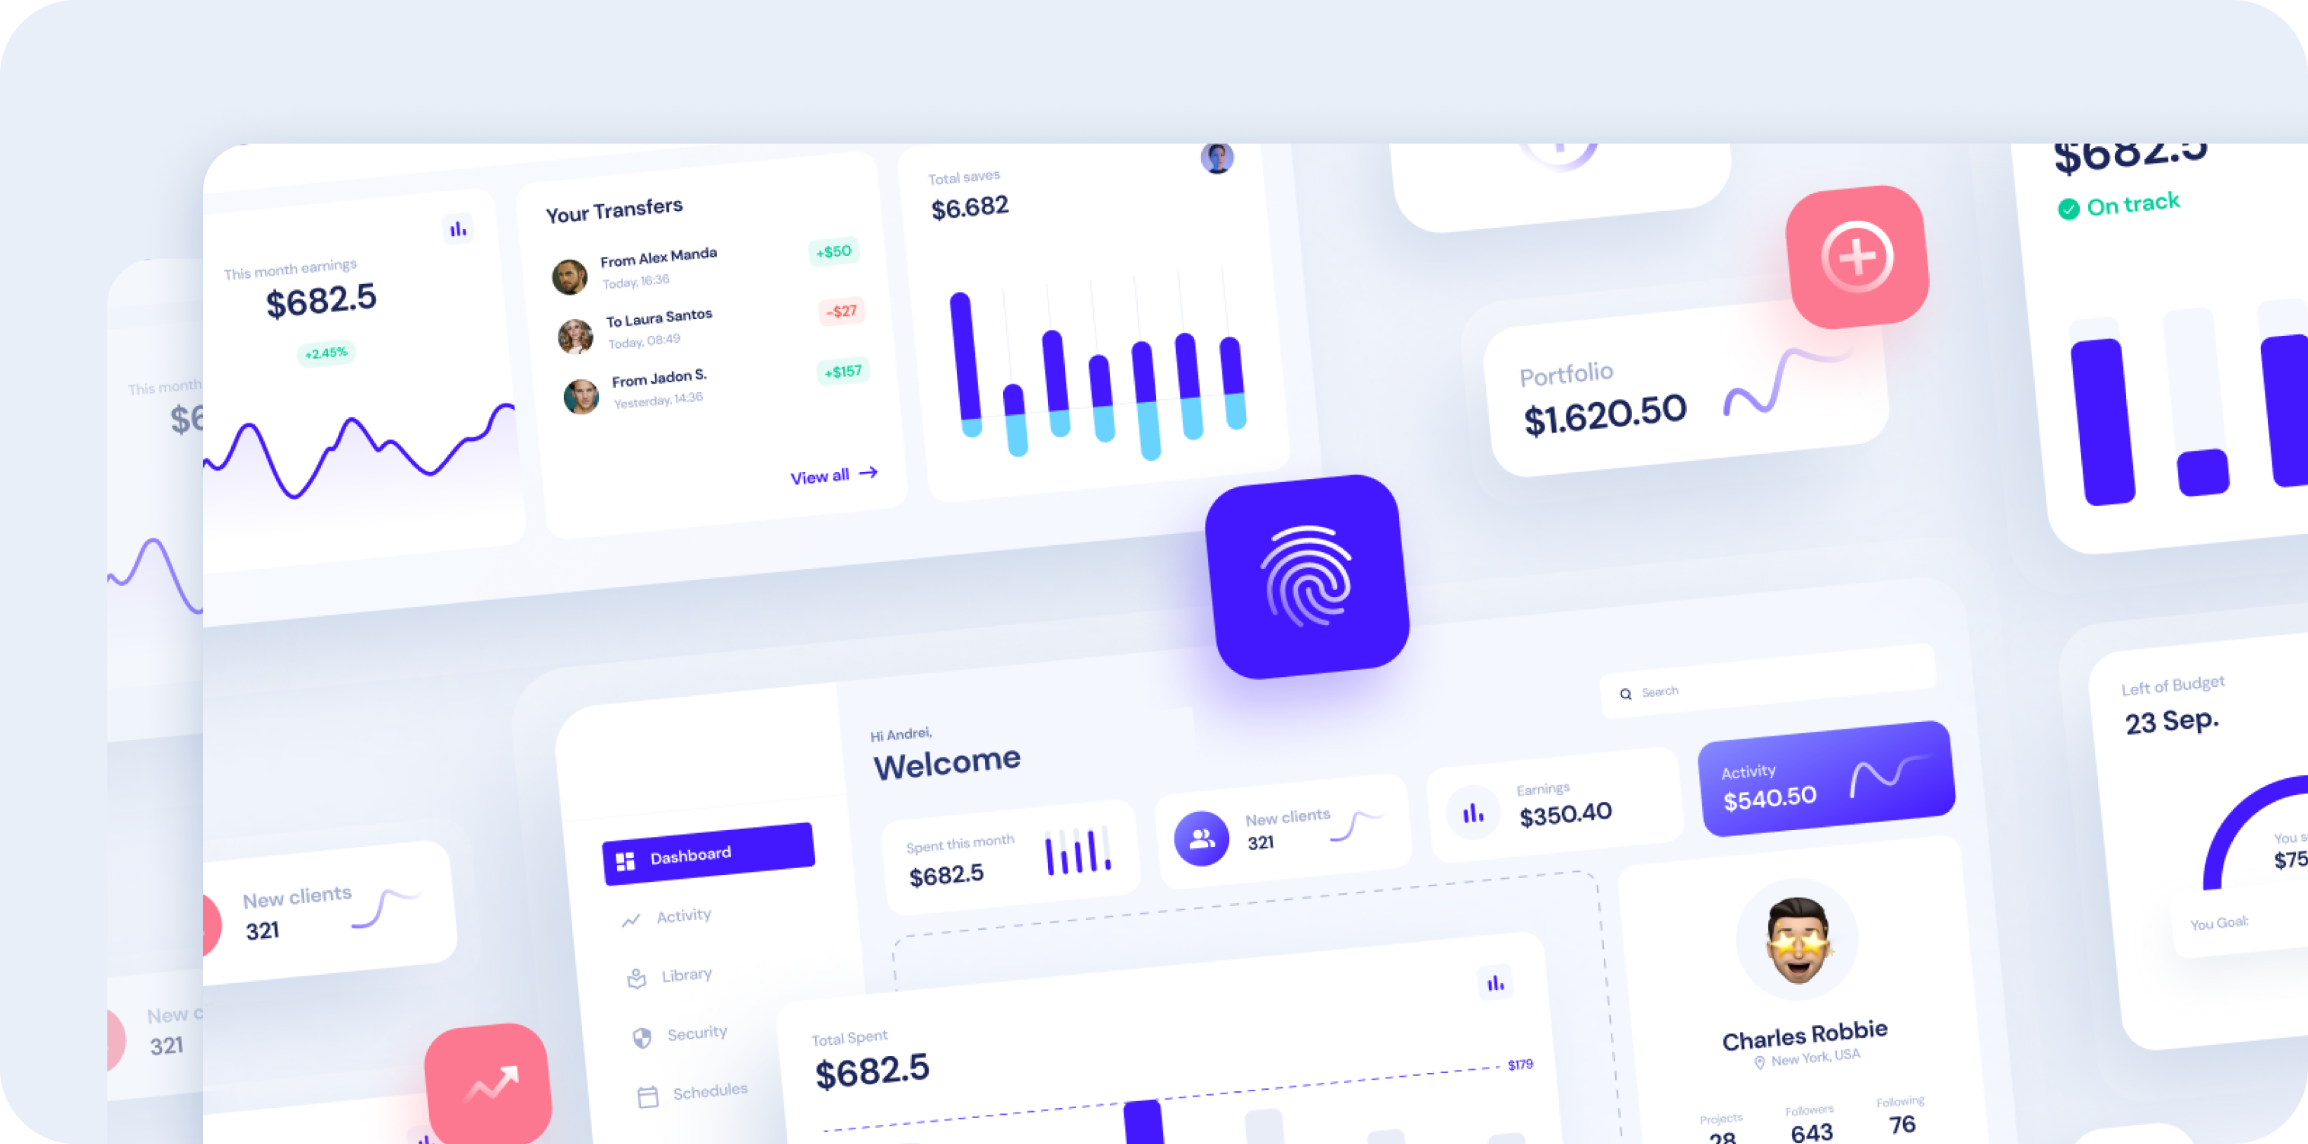 This month earnings
$682.5
+2.45%
Your Transfers
From Alex Manda
Today, 16:36
+$50
To Laura Santos
Today, 08:49
-$27
From Jadon S.
Yesterday, 14:36
+$157
View all
Total saves
$6.682
Portfolio
$1.620.50
$682.5
On track
This month
$6
New clients
321
New c
321
Hi Andrei,
Welcome
Search
Dashboard
Activity
Library
Security
Schedules
Spent this month
$682.5
New clients
321
Earnings
$350.40
Activity
$540.50
Total Spent
$682.5
$179
Charles Robbie
New York, USA
Projects
28
Followers
643
Following
76
Left of Budget
23 Sep.
You s
$75
You Goal: